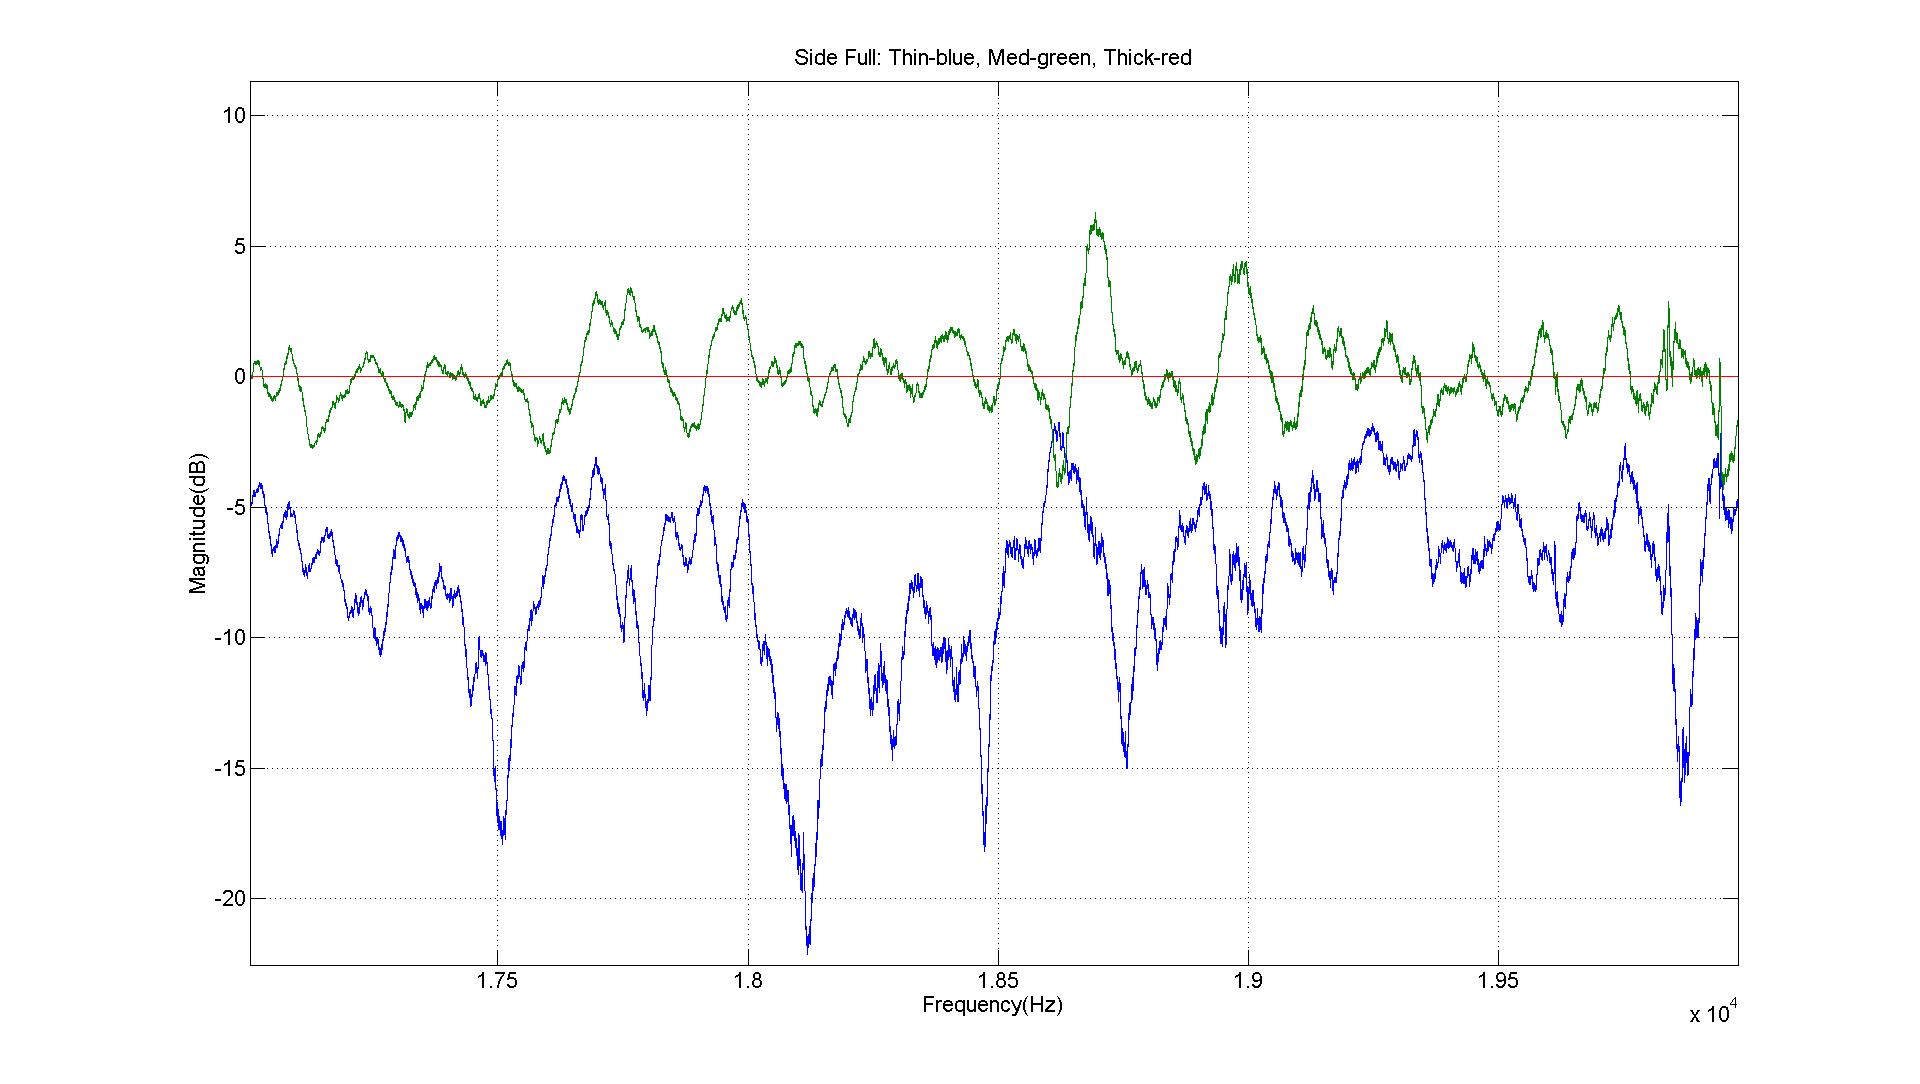 Side Full: Thin-blue, Med-green, Thick-red
10
5
0
-5
-10
-15
-20
Magnitude(dB)
1.75 1.8 1.85 1.9 1.95
Frequency(Hz)
x 10^4